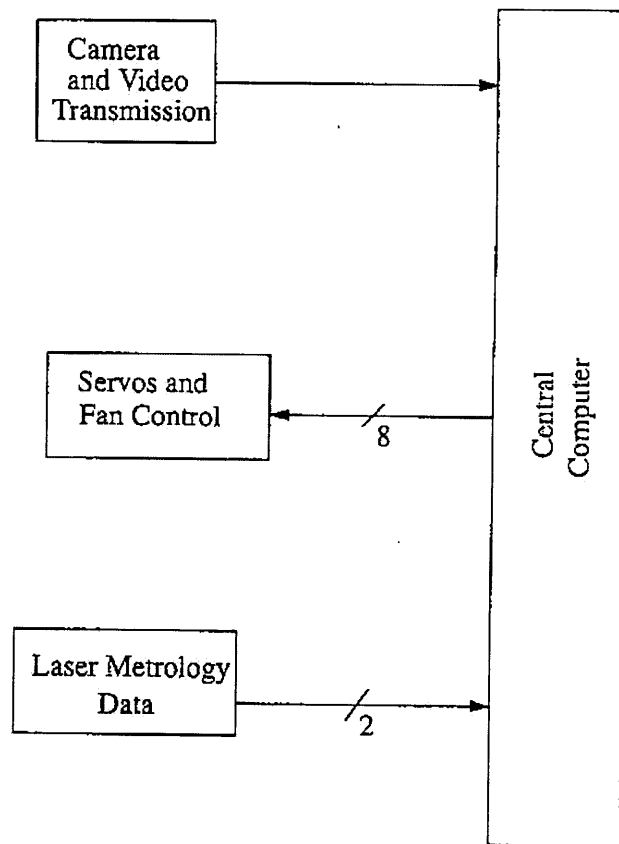 Camera
and Video
Transmission
Servos and
Fan Control
8
Central
Computer
Laser Metrology
Data
2